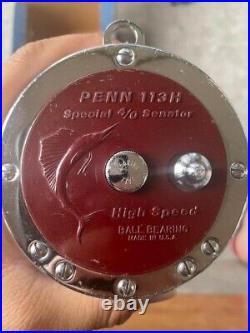 PENN 113H
Special 4/0 Senator
High Speed
BALL BEARING
MADE IN U.S.A.